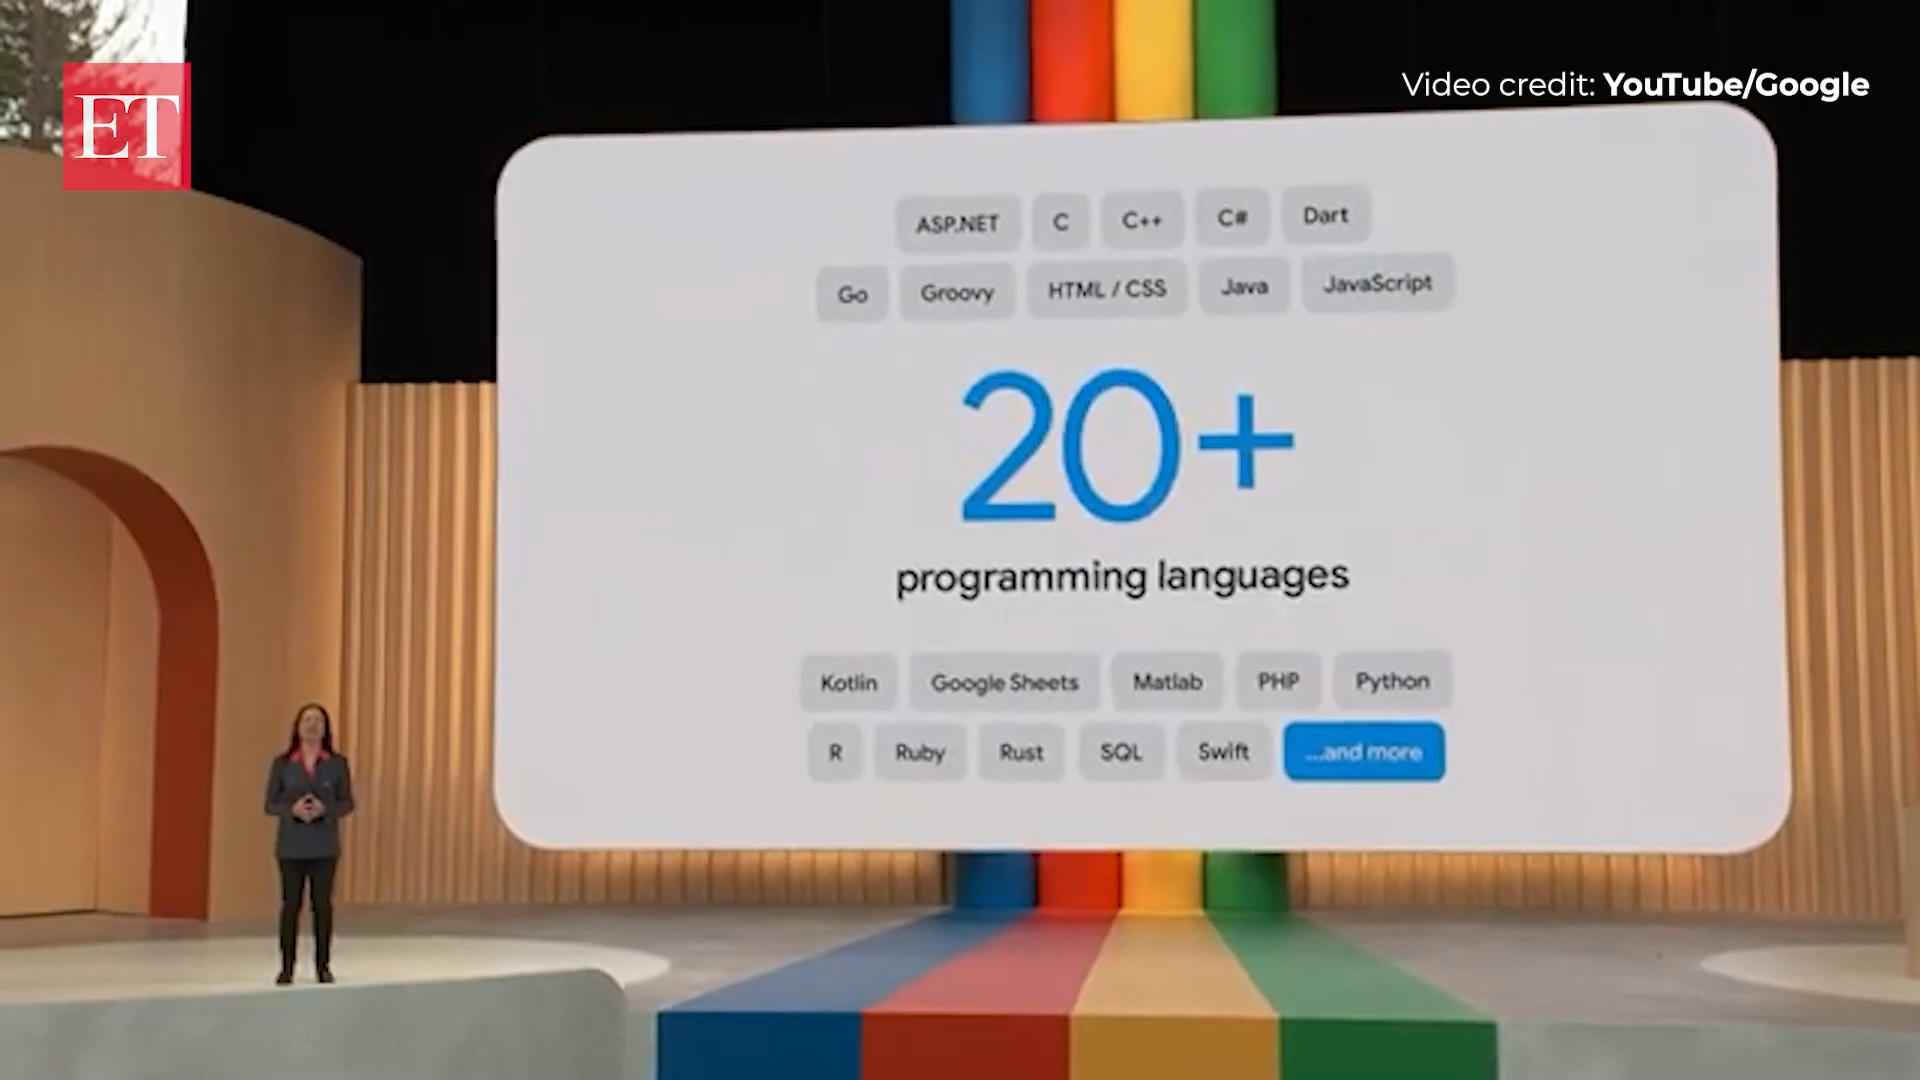 ET
Video credit: YouTube/Google
ASP.NET C C++ C# Dart
Go Groovy HTML / CSS Java JavaScript
20+
programming languages
Kotlin Google Sheets Matlab PHP Python
R Ruby Rust SQL Swift ...and more